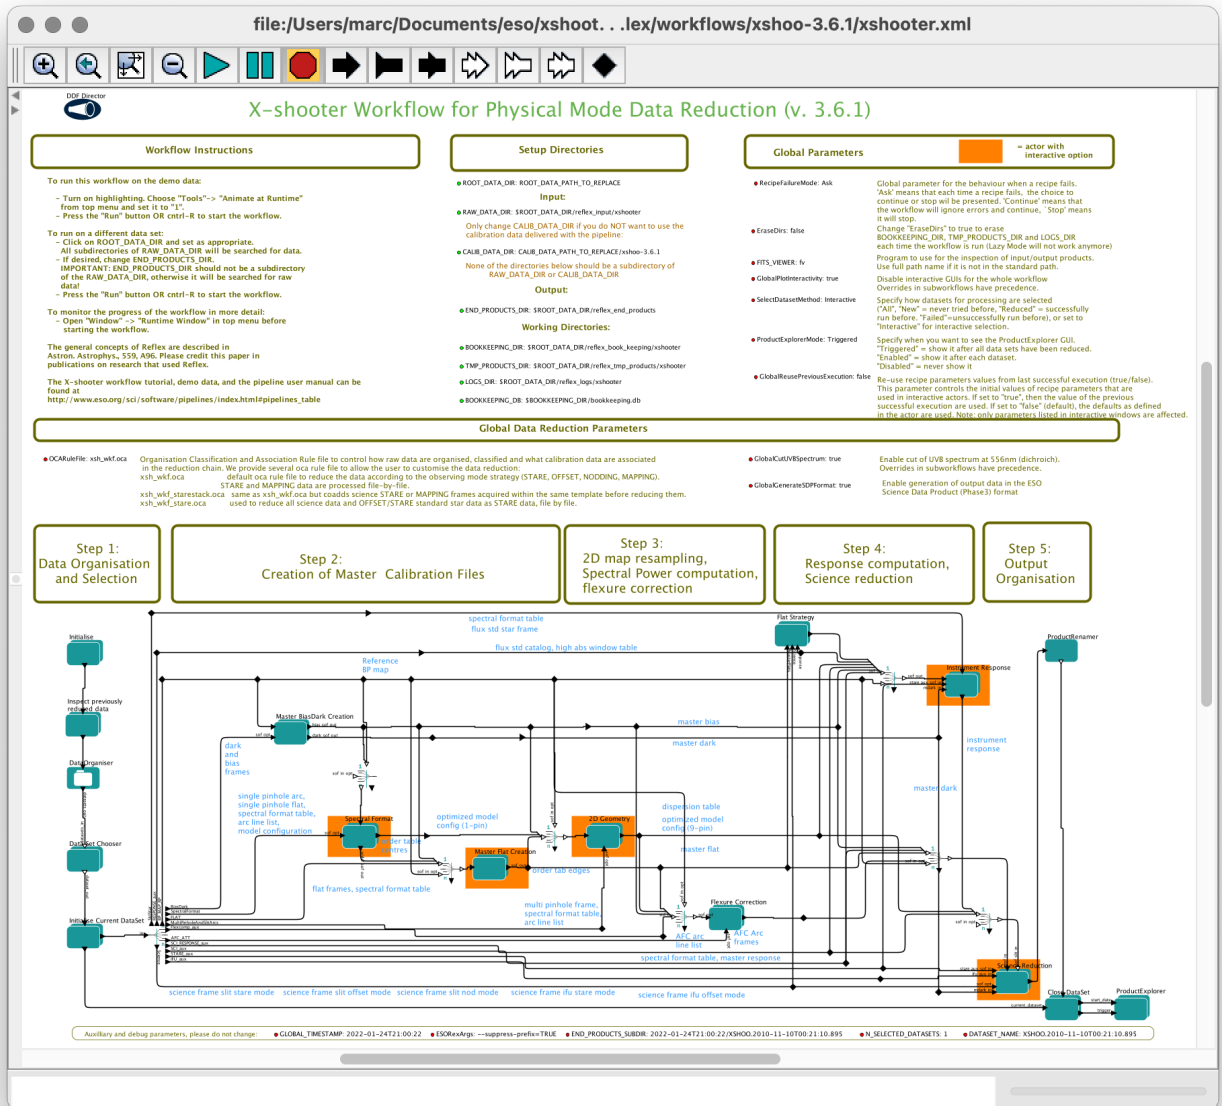 file:/Users/marc/Documents/eso/xshoot. . .lex/workflows/xshoo-3.6.1/xshooter.xml
DDF Director
X-shooter Workflow for Physical Mode Data Reduction (v. 3.6.1)
Workflow Instructions
To run this workflow on the demo data:
– Turn on highlighting. Choose "Tools"–> "Animate at Runtime"
from top menu and set it to "1".
– Press the "Run" button OR cntrl–R to start the workflow.
To run on a different data set:
– Click on ROOT_DATA_DIR and set as appropriate.
All subdirectories of RAW_DATA_DIR will be searched for data.
– If desired, change END_PRODUCTS_DIR.
IMPORTANT: END_PRODUCTS_DIR should not be a subdirectory
of the RAW_DATA_DIR, otherwise it will be searched for raw
data!
– Press the "Run" button OR cntrl–R to start the workflow.
To monitor the progress of the workflow in more detail:
– Open "Window" –> "Runtime Window" in top menu before
starting the workflow.
The general concepts of Reflex are described in
Astron. Astrophys., 559, A96. Please credit this paper in
publications on research that used Reflex.
The X–shooter workflow tutorial, demo data, and the pipeline user manual can be
found at
http://www.eso.org/sci/software/pipelines/index.html#pipelines_table
Setup Directories
ROOT_DATA_DIR: ROOT_DATA_PATH_TO_REPLACE
Input:
RAW_DATA_DIR: $ROOT_DATA_DIR/reflex_input/xshooter
Only change CALIB_DATA_DIR if you do NOT want to use the
calibration data delivered with the pipeline:
CALIB_DATA_DIR: CALIB_DATA_PATH_TO_REPLACE/xshoo–3.6.1
None of the directories below should be a subdirectory of
RAW_DATA_DIR or CALIB_DATA_DIR
Output:
END_PRODUCTS_DIR: $ROOT_DATA_DIR/reflex_end_products
Working Directories:
BOOKKEEPING_DIR: $ROOT_DATA_DIR/reflex_book_keeping/xshooter
TMP_PRODUCTS_DIR: $ROOT_DATA_DIR/reflex_tmp_products/xshooter
LOGS_DIR: $ROOT_DATA_DIR/reflex_logs/xshooter
BOOKKEEPING_DB: $BOOKKEEPING_DIR/bookkeeping.db
Global Parameters
= actor with
interactive option
RecipeFailureMode: Ask
Global parameter for the behaviour when a recipe fails.
'Ask' means that each time a recipe fails, the choice to
continue or stop wil be presented. 'Continue' means that
the workflow will ignore errors and continue, `Stop' means
it will stop.
EraseDirs: false
Change "EraseDirs" to true to erase
BOOKKEEPING_DIR, TMP_PRODUCTS_DIR and LOGS_DIR
each time the workflow is run (Lazy Mode will not work anymore)
FITS_VIEWER: fv
Program to use for the inspection of input/output products.
Use full path name if it is not in the standard path.
GlobalPlotInteractivity: true
Disable interactive GUIs for the whole workflow
Overrides in subworkflows have precedence.
SelectDatasetMethod: Interactive
Specify how datasets for processing are selected
("All", "New" = never tried before, "Reduced" = successfully
run before. "Failed"=unsuccessfully run before), or set to
"Interactive" for interactive selection.
ProductExplorerMode: Triggered
Specify when you want to see the ProductExplorer GUI.
"Triggered" = show it after all data sets have been reduced.
"Enabled" = show it after each dataset.
"Disabled" = never show it
GlobalReusePreviousExecution: false
Re–use recipe parameters values from last successful execution (true/false).
This parameter controls the initial values of recipe parameters that are
used in interactive actors. If set to "true", then the value of the previous
successful execution are used. If set to "false" (default), the defaults as defined
in the actor are used. Note: only parameters listed in interactive windows are affected.
Global Data Reduction Parameters
OCARuleFile: xsh_wkf.oca
Organisation Classification and Association Rule file to control how raw data are organised, classified and what calibration data are associated
in the reduction chain. We provide several oca rule file to allow the user to customise the data reduction:
xsh_wkf.oca default oca rule file to reduce the data according to the observing mode strategy (STARE, OFFSET, NODDING, MAPPING).
STARE and MAPPING data are processed file–by–file.
xsh_wkf_starestack.oca same as xsh_wkf.oca but coadds science STARE or MAPPING frames acquired within the same template before reducing them.
xsh_wkf_stare.oca used to reduce all science data and OFFSET/STARE standard star data as STARE data, file by file.
GlobalCutUVBSpectrum: true
Enable cut of UVB spectrum at 556nm (dichroich).
Overrides in subworkflows have precedence.
GlobalGenerateSDPFormat: true
Enable generation of output data in the ESO
Science Data Product (Phase3) format
Step 1:
Data Organisation
and Selection
Step 2:
Creation of Master Calibration Files
Step 3:
2D map resampling,
Spectral Power computation,
flexure correction
Step 4:
Response computation,
Science reduction
Step 5:
Output
Organisation
spectral format table
flux std star frame
flux std catalog, high abs window table
Reference
BP map
Flat Strategy
Initialise
ProductRenamer
Instrument Response
Inspect previously
reduced data
Master BiasDark Creation
master bias
master dark
dark
and
bias
frames
instrument
response
DataOrganiser
master dark
single pinhole arc,
single pinhole flat,
spectral format table,
arc line list,
model configuration
Spectral Format
order table
centres
optimized model
config (1–pin)
2D Geometry
dispersion table
optimized model
config (9–pin)
DataSet Chooser
Master Flat Creation
master flat
order tab edges
flat frames, spectral format table
multi pinhole frame,
spectral format table,
arc line list
Flexure Correction
AFC arc
line list
AFC Arc
frames
Initialise Current DataSet
BiasDark
SpectralFormat
FLAT
AFC_ATT
SCI_RESPONSE_aux
SCI_aux
STARE_aux
IFU_aux
spectral format table, master response
Science Reduction
science frame slit stare mode
science frame slit offset mode
science frame slit nod mode
science frame ifu stare mode
science frame ifu offset mode
Close DataSet
ProductExplorer
Auxilliary and debug parameters, please do not change:
GLOBAL_TIMESTAMP: 2022–01–24T21:00:22
ESORexArgs: ––suppress–prefix=TRUE
END_PRODUCTS_SUBDIR: 2022–01–24T21:00:22/XSHOO.2010–11–10T00:21:10.895
N_SELECTED_DATASETS: 1
DATASET_NAME: XSHOO.2010–11–10T00:21:10.895